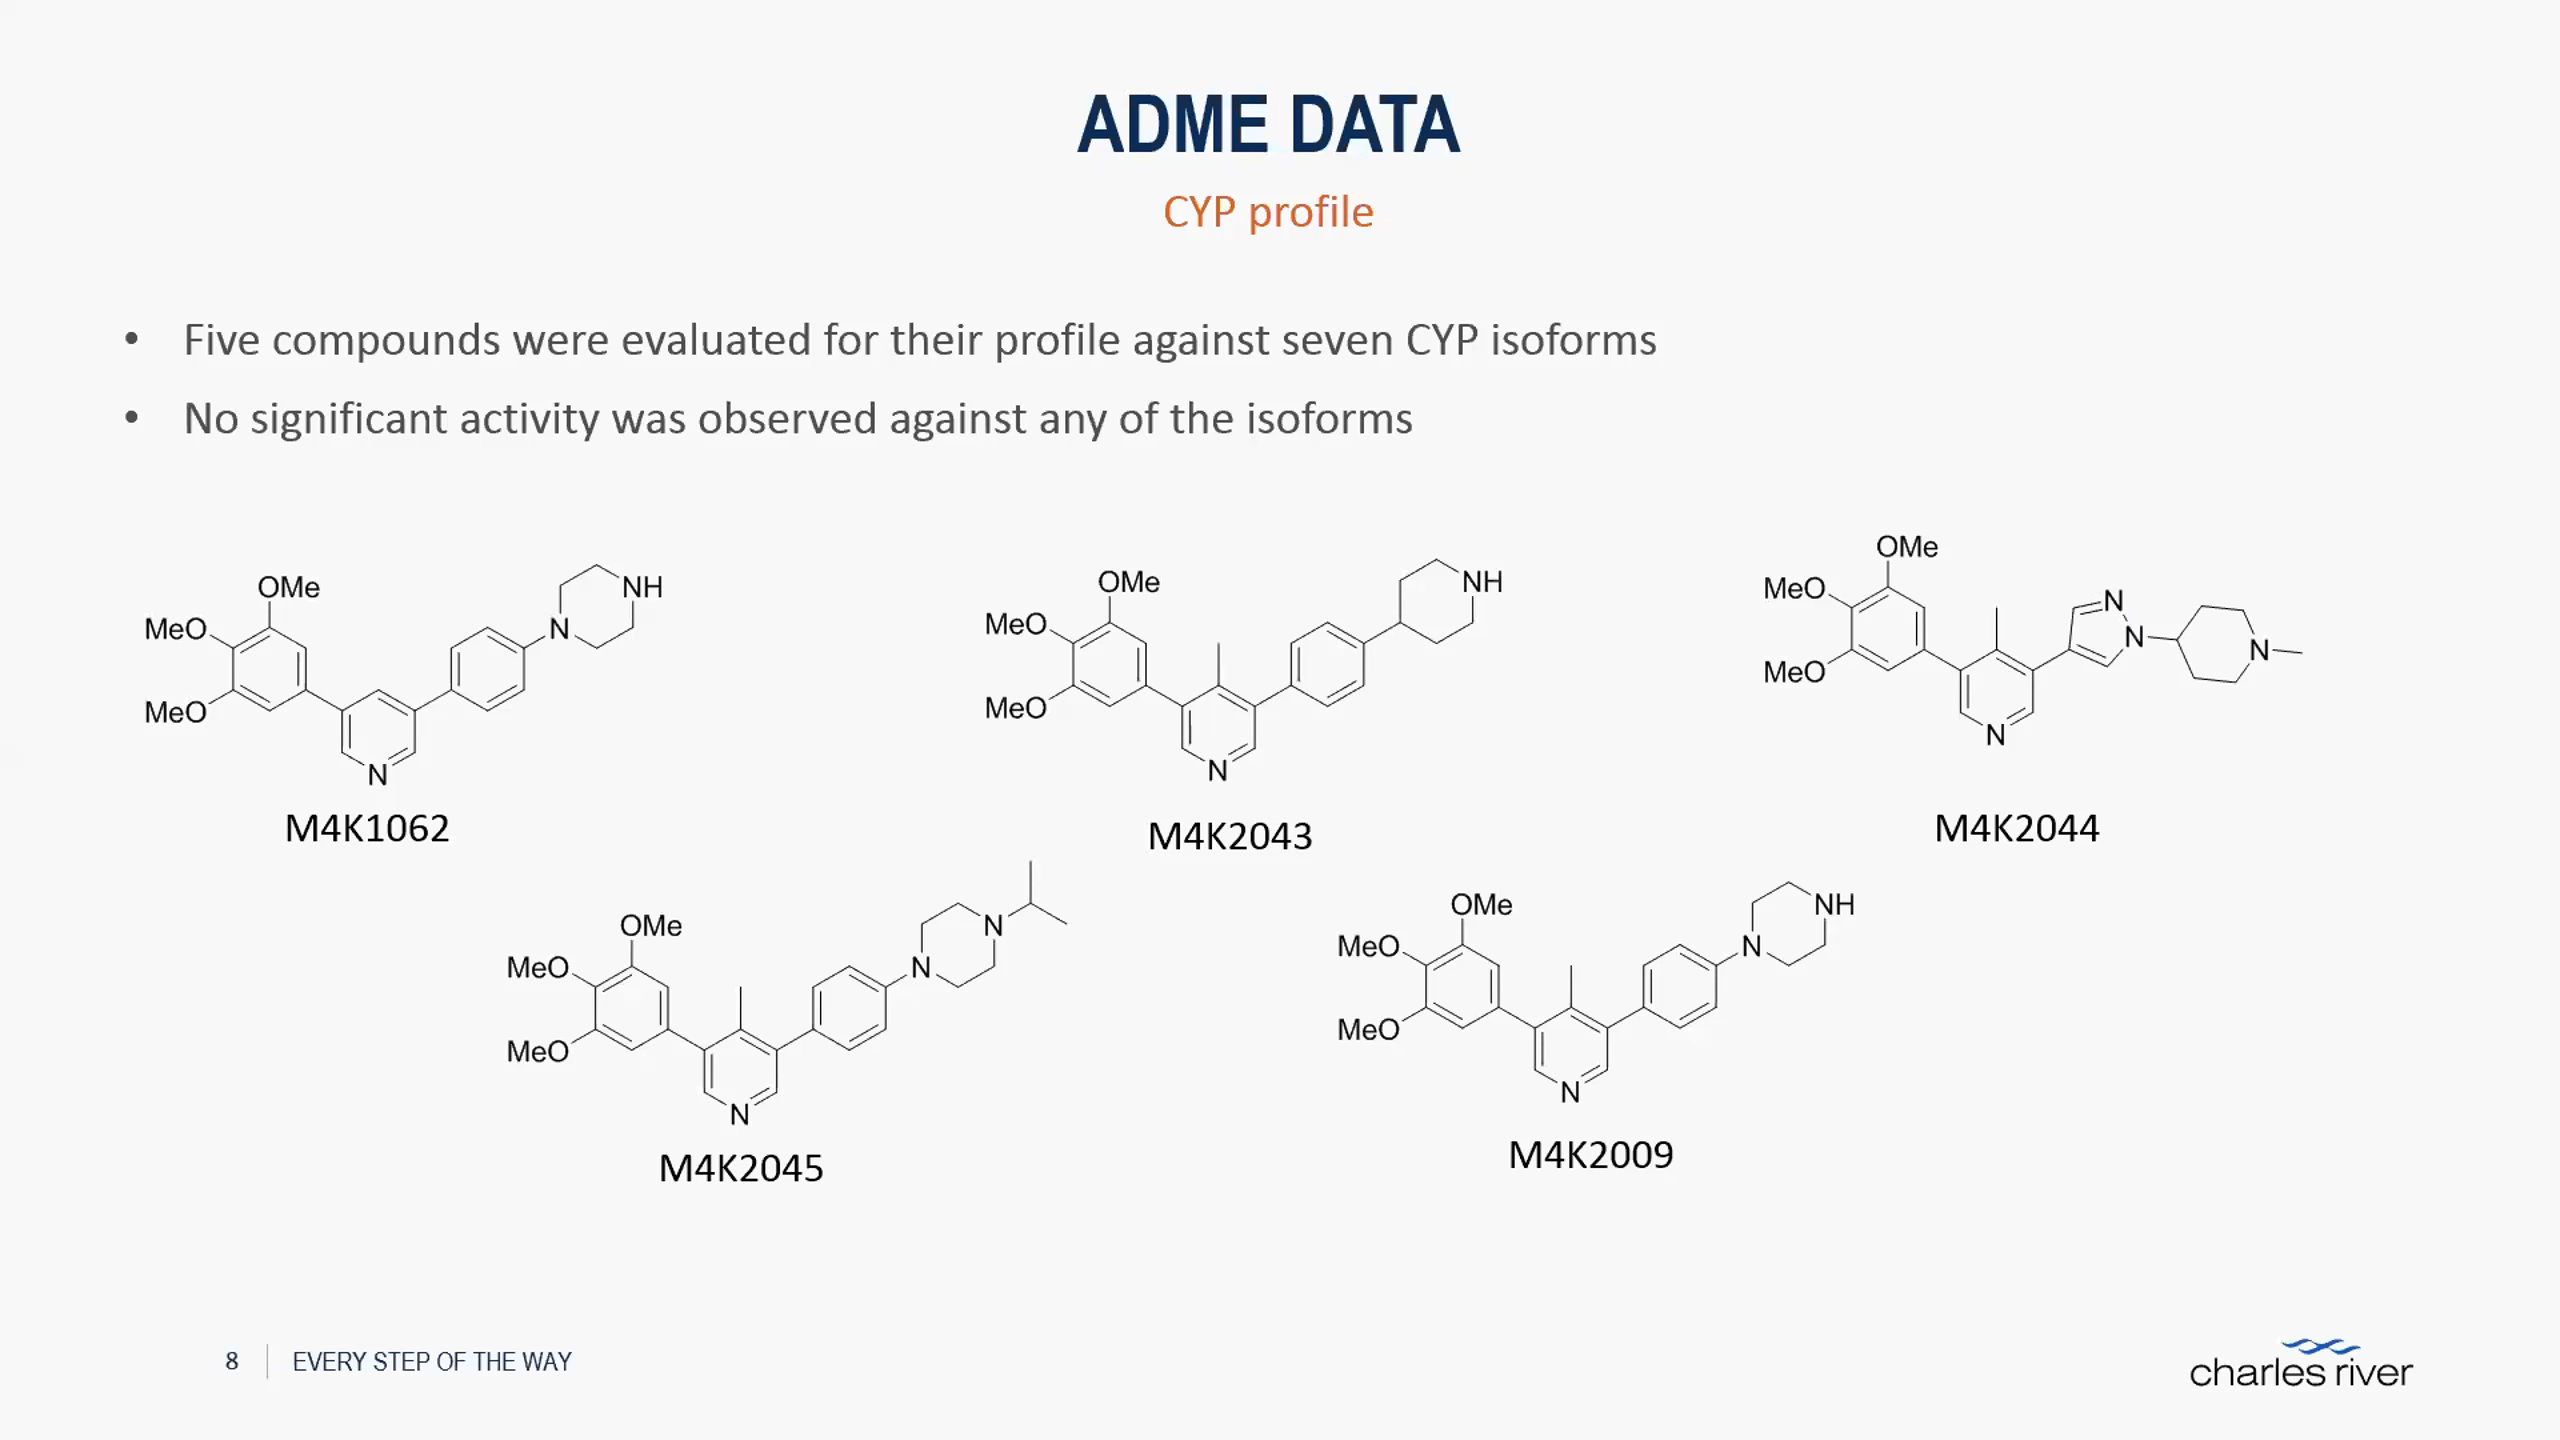 ADME DATA
CYP profile
• Five compounds were evaluated for their profile against seven CYP isoforms
• No significant activity was observed against any of the isoforms
OMe
MeO
MeO
N
N
NH
M4K1062
OMe
MeO
MeO
N
NH
M4K2043
OMe
MeO
MeO
N
N
N
N
M4K2044
OMe
MeO
MeO
N
N
N
M4K2045
OMe
MeO
MeO
N
N
NH
M4K2009
8 EVERY STEP OF THE WAY
charles river